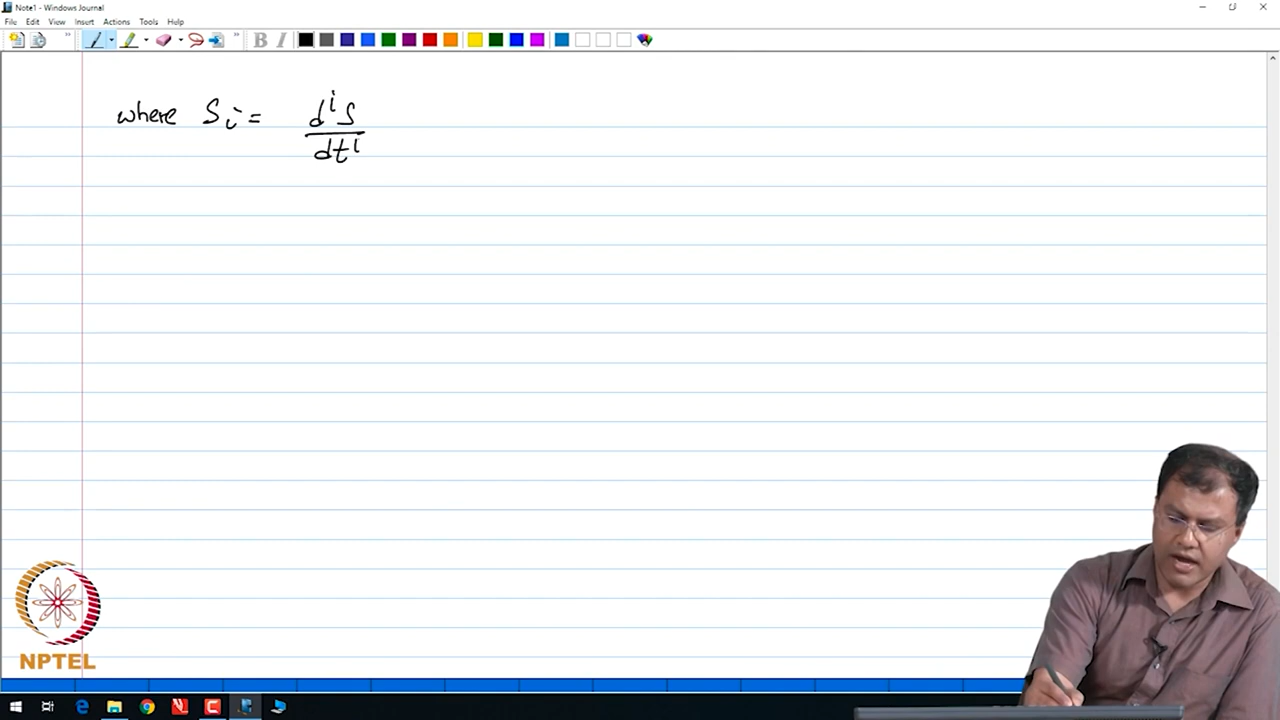 Note1 - Windows Journal
File Edit View Insert Actions Tools Help
B I
where S_i = d^i S / dt^i
NPTEL